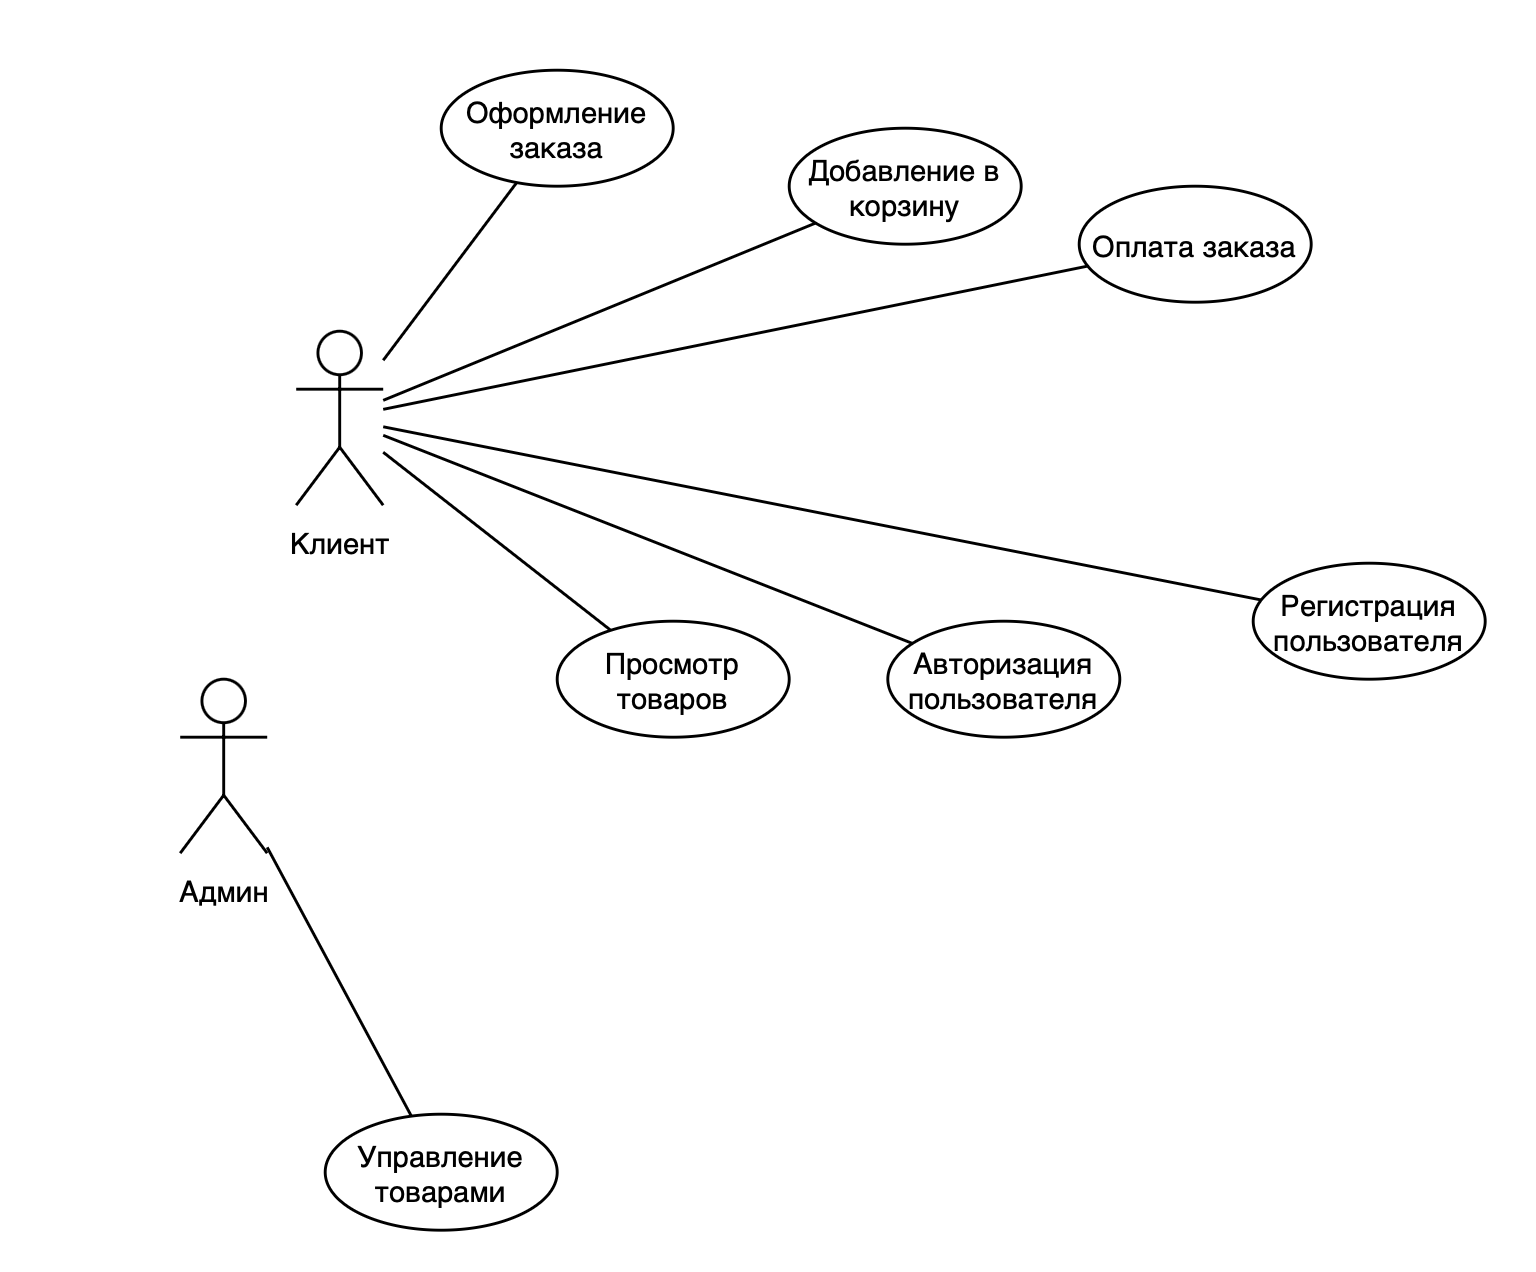 Оформление
заказа
Добавление в
корзину
Оплата заказа
Клиент
Регистрация
пользователя
Просмотр
товаров
Авторизация
пользователя
Админ
Управление
товарами